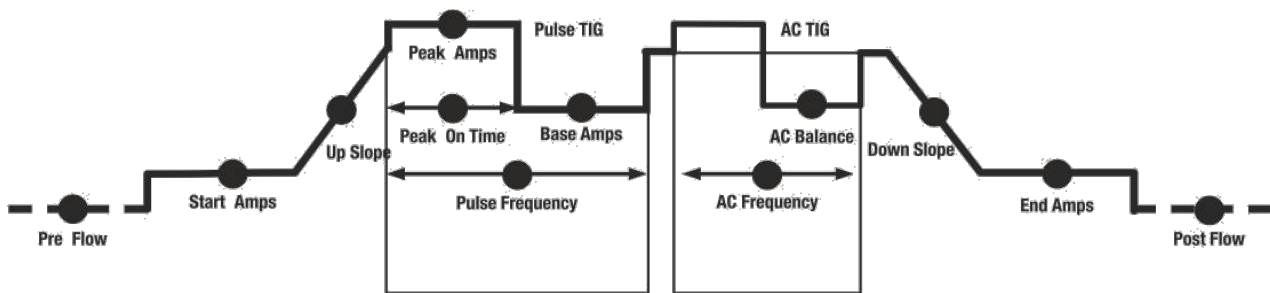 Pulse TIG
AC TIG
Peak Amps
Peak On Time
Base Amps
AC Balance
Up Slope
Down Slope
Start Amps
Pulse Frequency
AC Frequency
End Amps
Pre Flow
Post Flow